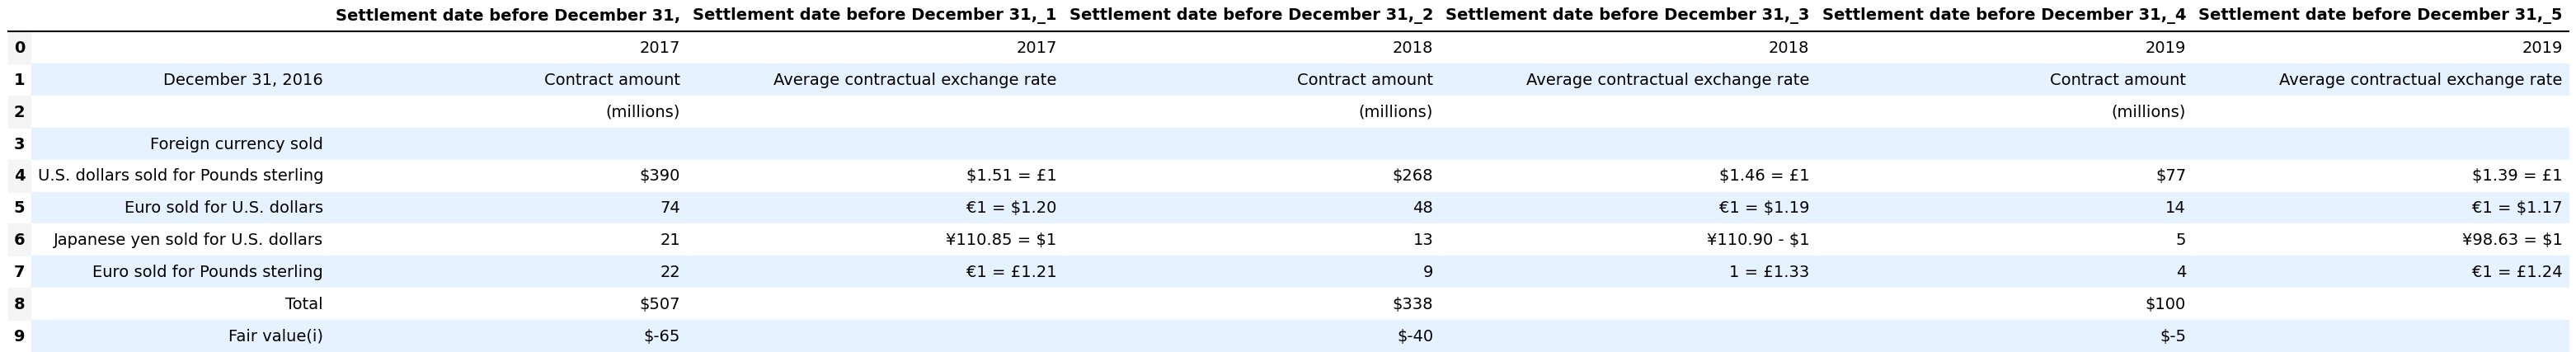 Settlement date before December 31, Settlement date before December 31,_1 Settlement date before December 31,_2 Settlement date before December 31,_3 Settlement date before December 31,_4 Settlement date before December 31,_5
0 2017 2017 2018 2018 2019 2019
1 December 31, 2016 Contract amount Average contractual exchange rate Contract amount Average contractual exchange rate Contract amount Average contractual exchange rate
2 (millions) (millions) (millions)
3 Foreign currency sold
4 U.S. dollars sold for Pounds sterling $390 $1.51 = £1 $268 $1.46 = £1 $77 $1.39 = £1
5 Euro sold for U.S. dollars 74 €1 = $1.20 48 €1 = $1.19 14 €1 = $1.17
6 Japanese yen sold for U.S. dollars 21 ¥110.85 = $1 13 ¥110.90 - $1 5 ¥98.63 = $1
7 Euro sold for Pounds sterling 22 €1 = £1.21 9 1 = £1.33 4 €1 = £1.24
8 Total $507 $338 $100
9 Fair value(i) $-65 $-40 $-5